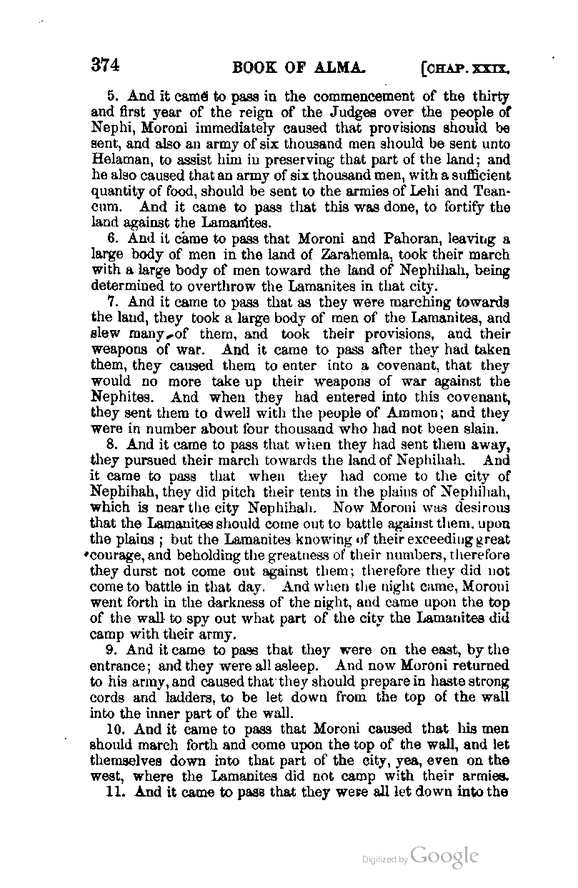 374 BOOK OF ALMA. [CHAP. XXIX.
5. And it came to pass in the commencement of the thirty
and first year of the reign of the Judges over the people of
Nephi, Moroni immediately caused that provisions should be
sent, and also an army of six thousand men should be sent unto
Helaman, to assist him in preserving that part of the land; and
he also caused that an army of six thousand men, with a sufficient
quantity of food, should be sent to the armies of Lehi and Tean-
cum. And it came to pass that this was done, to fortify the
land against the Lamanites.
6. And it came to pass that Moroni and Pahoran, leaving a
large body of men in the land of Zarahemla, took their march
with a large body of men toward the land of Nephihah, being
determined to overthrow the Lamanites in that city.
7. And it came to pass that as they were marching towards
the land, they took a large body of men of the Lamanites, and
slew many of them, and took their provisions, and their
weapons of war. And it came to pass after they had taken
them, they caused them to enter into a covenant, that they
would no more take up their weapons of war against the
Nephites. And when they had entered into this covenant,
they sent them to dwell with the people of Ammon; and they
were in number about four thousand who had not been slain.
8. And it came to pass that when they had sent them away,
they pursued their march towards the land of Nephihah. And
it came to pass that when they had come to the city of
Nephihah, they did pitch their tents in the plains of Nephihah,
which is near the city Nephihah. Now Moroni was desirous
that the Lamanites should come out to battle against them, upon
the plains; but the Lamanites knowing of their exceeding great
courage, and beholding the greatness of their numbers, therefore
they durst not come out against them; therefore they did not
come to battle in that day. And when the night came, Moroni
went forth in the darkness of the night, and came upon the top
of the wall to spy out what part of the city the Lamanites did
camp with their army.
9. And it came to pass that they were on the east, by the
entrance; and they were all asleep. And now Moroni returned
to his army, and caused that they should prepare in haste strong
cords and ladders, to be let down from the top of the wall
into the inner part of the wall.
10. And it came to pass that Moroni caused that his men
should march forth and come upon the top of the wall, and let
themselves down into that part of the city, yea, even on the
west, where the Lamanites did not camp with their armies.
11. And it came to pass that they were all let down into the
Digitized by Google